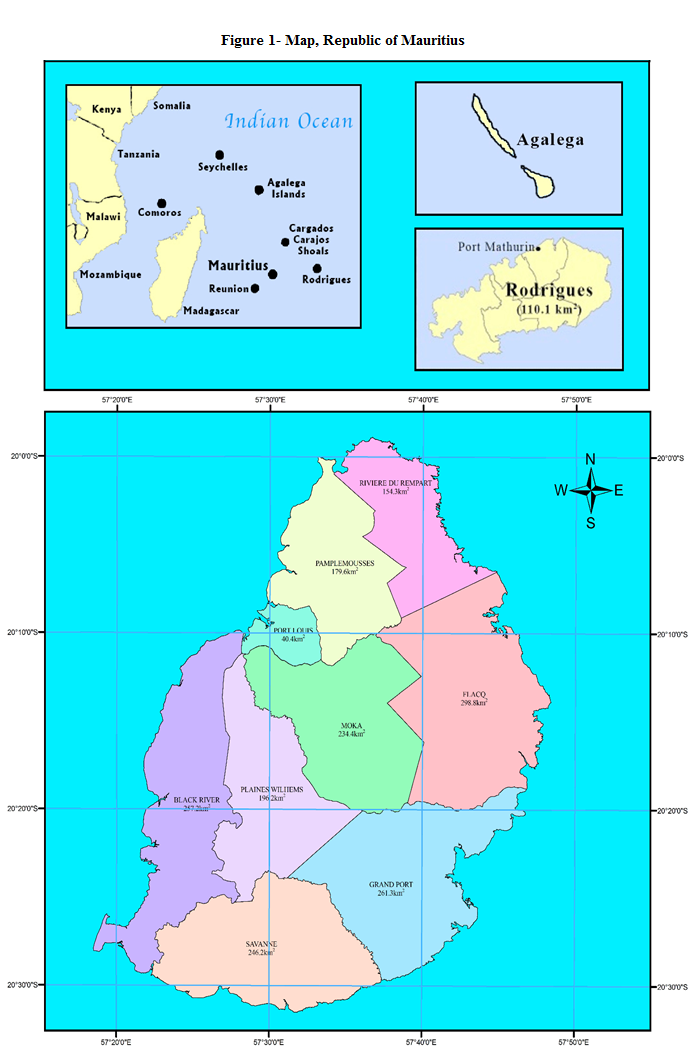 Figure 1- Map, Republic of Mauritius
Kenya
Somalia
Indian Ocean
Tanzania
Seychelles
Agalega
Islands
Malawi
Comoros
Cargados
Carajos
Shoals
Mauritius
Mozambique
Rodrigues
Reunion
Madagascar
Agalega
Port Mathurin
Rodrigues
(110.1 km²)
57°20'0"E
57°30'0"E
57°40'0"E
57°50'0"E
20°0'0"S
20°0'0"S
N
W
E
S
RIVIERE DU REMPART
154.3km²
PAMPLEMOUSSES
179.6km²
20°10'0"S
20°10'0"S
PORT LOUIS
40.4km²
FLACQ
298.8km²
MOKA
234.4km²
PLAINES WILHEMS
196.2km²
BLACK RIVER
257.2km²
20°20'0"S
20°20'0"S
GRAND PORT
261.3km²
SAVANNE
246.2km²
20°30'0"S
20°30'0"S
57°20'0"E
57°30'0"E
57°40'0"E
57°50'0"E